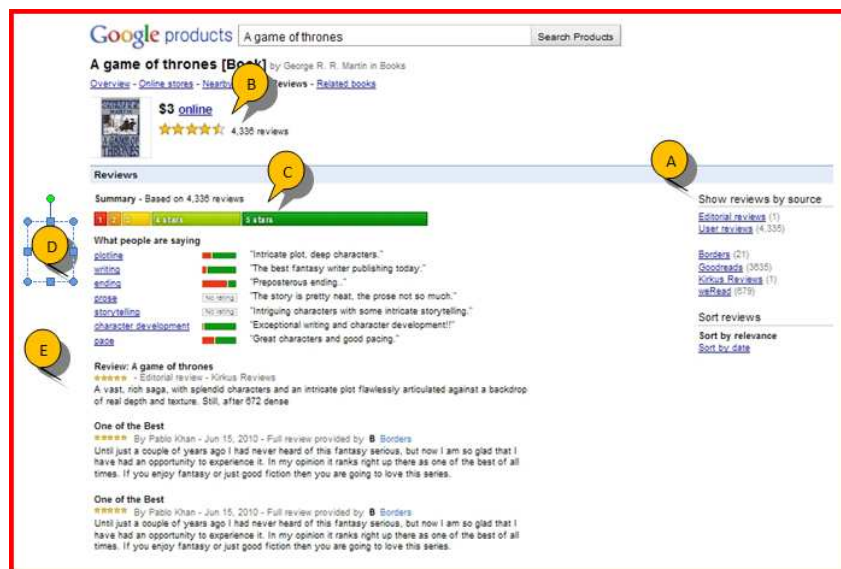 Google products A game of thrones Search Products
A game of thrones [Book] by George R. R. Martin in Books
Overview - Online stores - Nearby Reviews - Related books
B
$3 online
4,336 reviews
A
Reviews
C
Summary - Based on 4,336 reviews
1 2 3 4 stars 5 stars
D
What people are saying
plotline "Intricate plot, deep characters."
writing "The best fantasy writer publishing today."
ending "Preposterous ending.."
prose No rating "The story is pretty neat, the prose not so much."
storytelling No rating "Intriguing characters with some intricate storytelling."
character development "Exceptional writing and character development!!"
pace "Great characters and good pacing."
E
Review: A game of thrones
- Editorial review - Kirkus Reviews
A vast, rich saga, with splendid characters and an intricate plot flawlessly articulated against a backdrop
of real depth and texture. Still, after 672 dense
One of the Best
By Pablo Khan - Jun 15, 2010 - Full review provided by B Borders
Until just a couple of years ago I had never heard of this fantasy serious, but now I am so glad that I
have had an opportunity to experience it. In my opinion it ranks right up there as one of the best of all
times. If you enjoy fantasy or just good fiction then you are going to love this series.
One of the Best
By Pablo Khan - Jun 15, 2010 - Full review provided by B Borders
Until just a couple of years ago I had never heard of this fantasy serious, but now I am so glad that I
have had an opportunity to experience it. In my opinion it ranks right up there as one of the best of all
times. If you enjoy fantasy or just good fiction then you are going to love this series.
Show reviews by source
Editorial reviews (1)
User reviews (4,335)
Borders (21)
Goodreads (3635)
Kirkus Reviews (1)
weRead (679)
Sort reviews
Sort by relevance
Sort by date